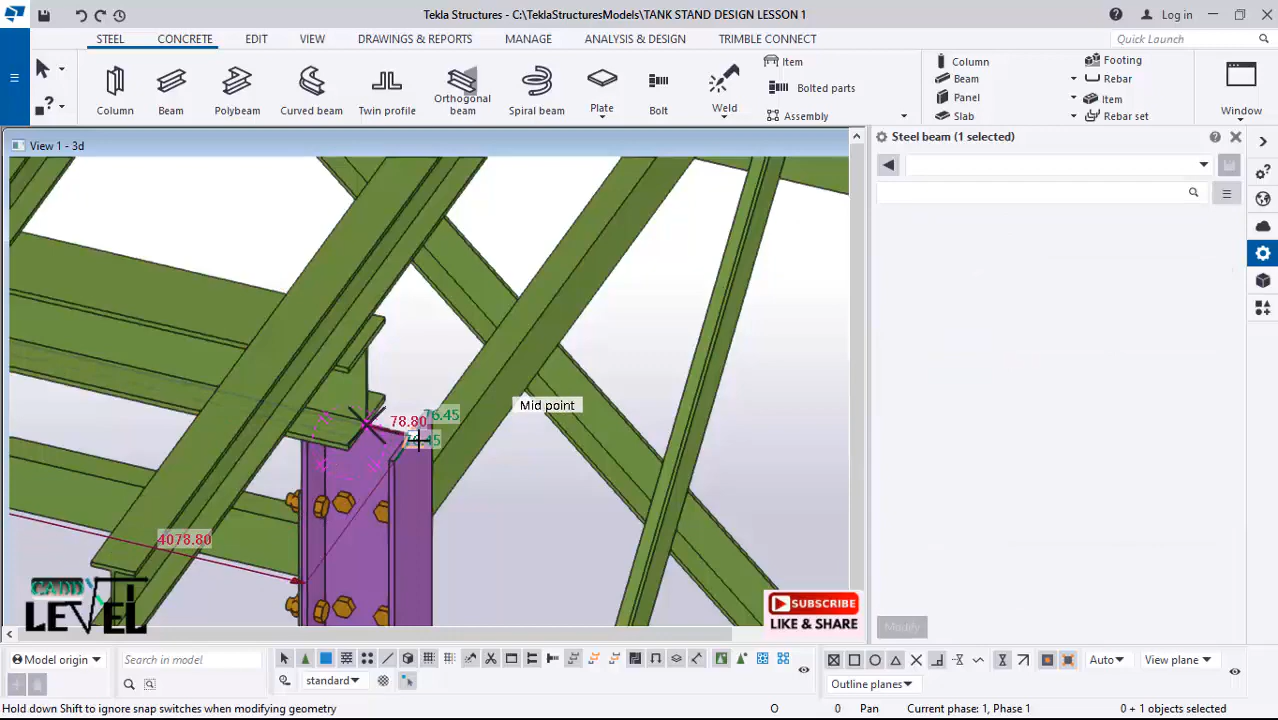 Tekla Structures - C:\TeklaStructuresModels\TANK STAND DESIGN LESSON 1
Log in
STEEL CONCRETE EDIT VIEW DRAWINGS & REPORTS MANAGE ANALYSIS & DESIGN TRIMBLE CONNECT
Quick Launch
Column
Beam
Polybeam
Curved beam
Twin profile
Orthogonal
beam
Spiral beam
Plate
Bolt
Weld
Item
Bolted parts
Assembly
Column
Beam
Panel
Slab
Footing
Rebar
Item
Rebar set
Window
View 1 - 3d
Steel beam (1 selected)
Mid point
78.80
76.45
4078.80
CADD
LEVEL
SUBSCRIBE
LIKE & SHARE
Modify
Model origin
Search in model
standard
Auto
View plane
Outline planes
Hold down Shift to ignore snap switches when modifying geometry
O 0 Pan Current phase: 1, Phase 1 0 + 1 objects selected